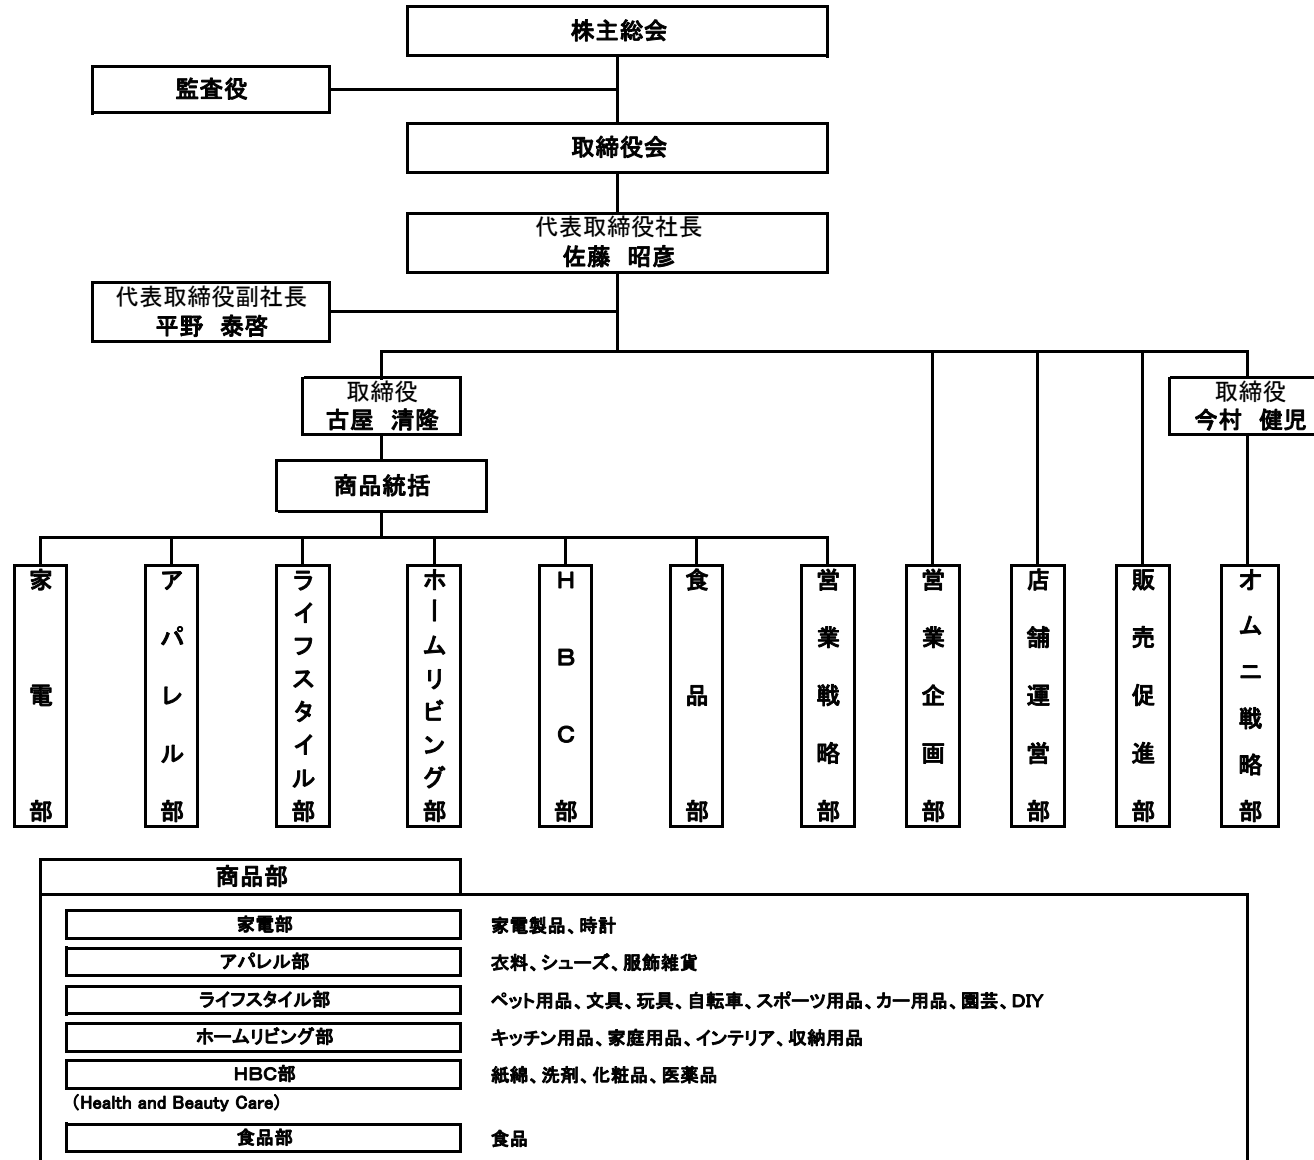 株主総会
監査役
取締役会
代表取締役社長
佐藤　昭彦
代表取締役副社長
平野　泰啓
取締役
古屋　清隆
取締役
今村　健児
商品統括
家電部
アパレル部
ライフスタイル部
ホームリビング部
HBC部
食品部
営業戦略部
営業企画部
店舗運営部
販売促進部
オムニ戦略部
商品部
家電部　家電製品、時計
アパレル部　衣料、シューズ、服飾雑貨
ライフスタイル部　ペット用品、文具、玩具、自転車、スポーツ用品、カー用品、園芸、DIY
ホームリビング部　キッチン用品、家庭用品、インテリア、収納用品
HBC部　紙綿、洗剤、化粧品、医薬品
（Health and Beauty Care）
食品部　食品